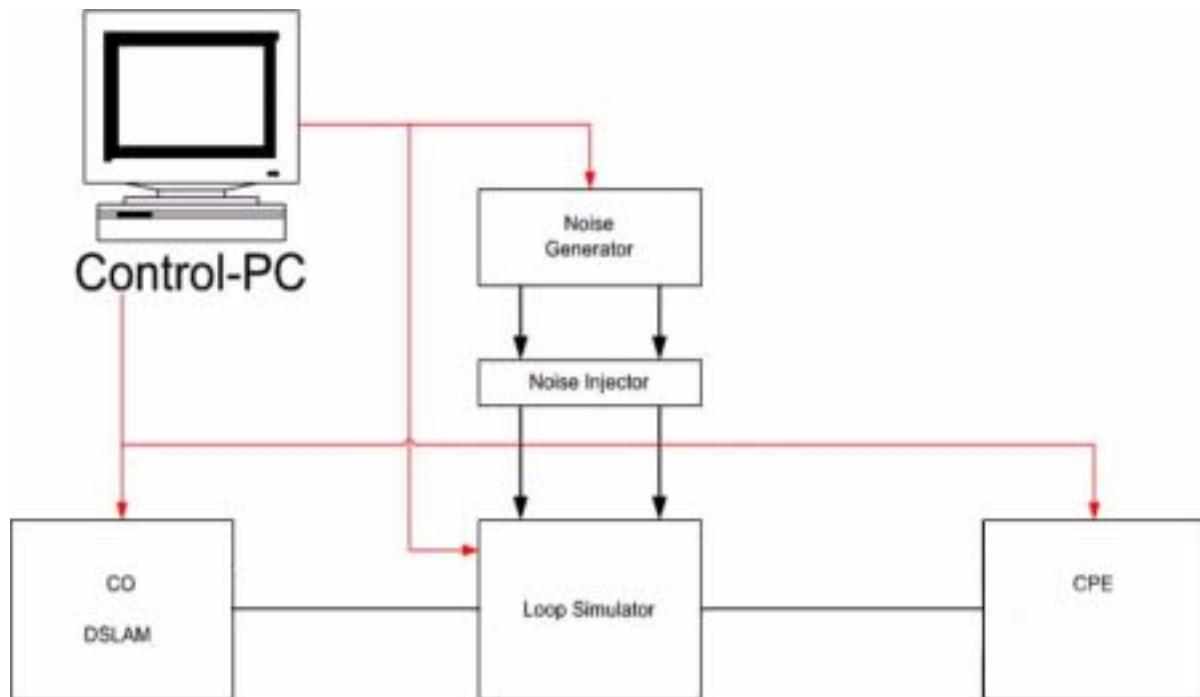 Noise
Generator
Control-PC
Noise Injector
CO
DSLAM
Loop Simulator
CPE